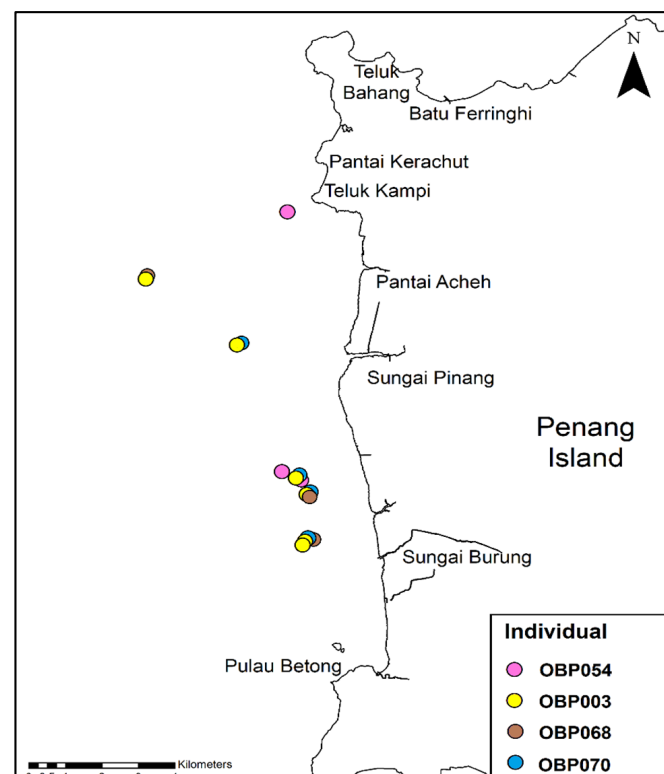 N
Teluk
Bahang
Batu Ferringhi
Pantai Kerachut
Teluk Kampi
Pantai Acheh
Sungai Pinang
Penang
Island
Sungai Burung
Pulau Betong
Individual
OBP054
OBP003
OBP068
OBP070
Kilometers